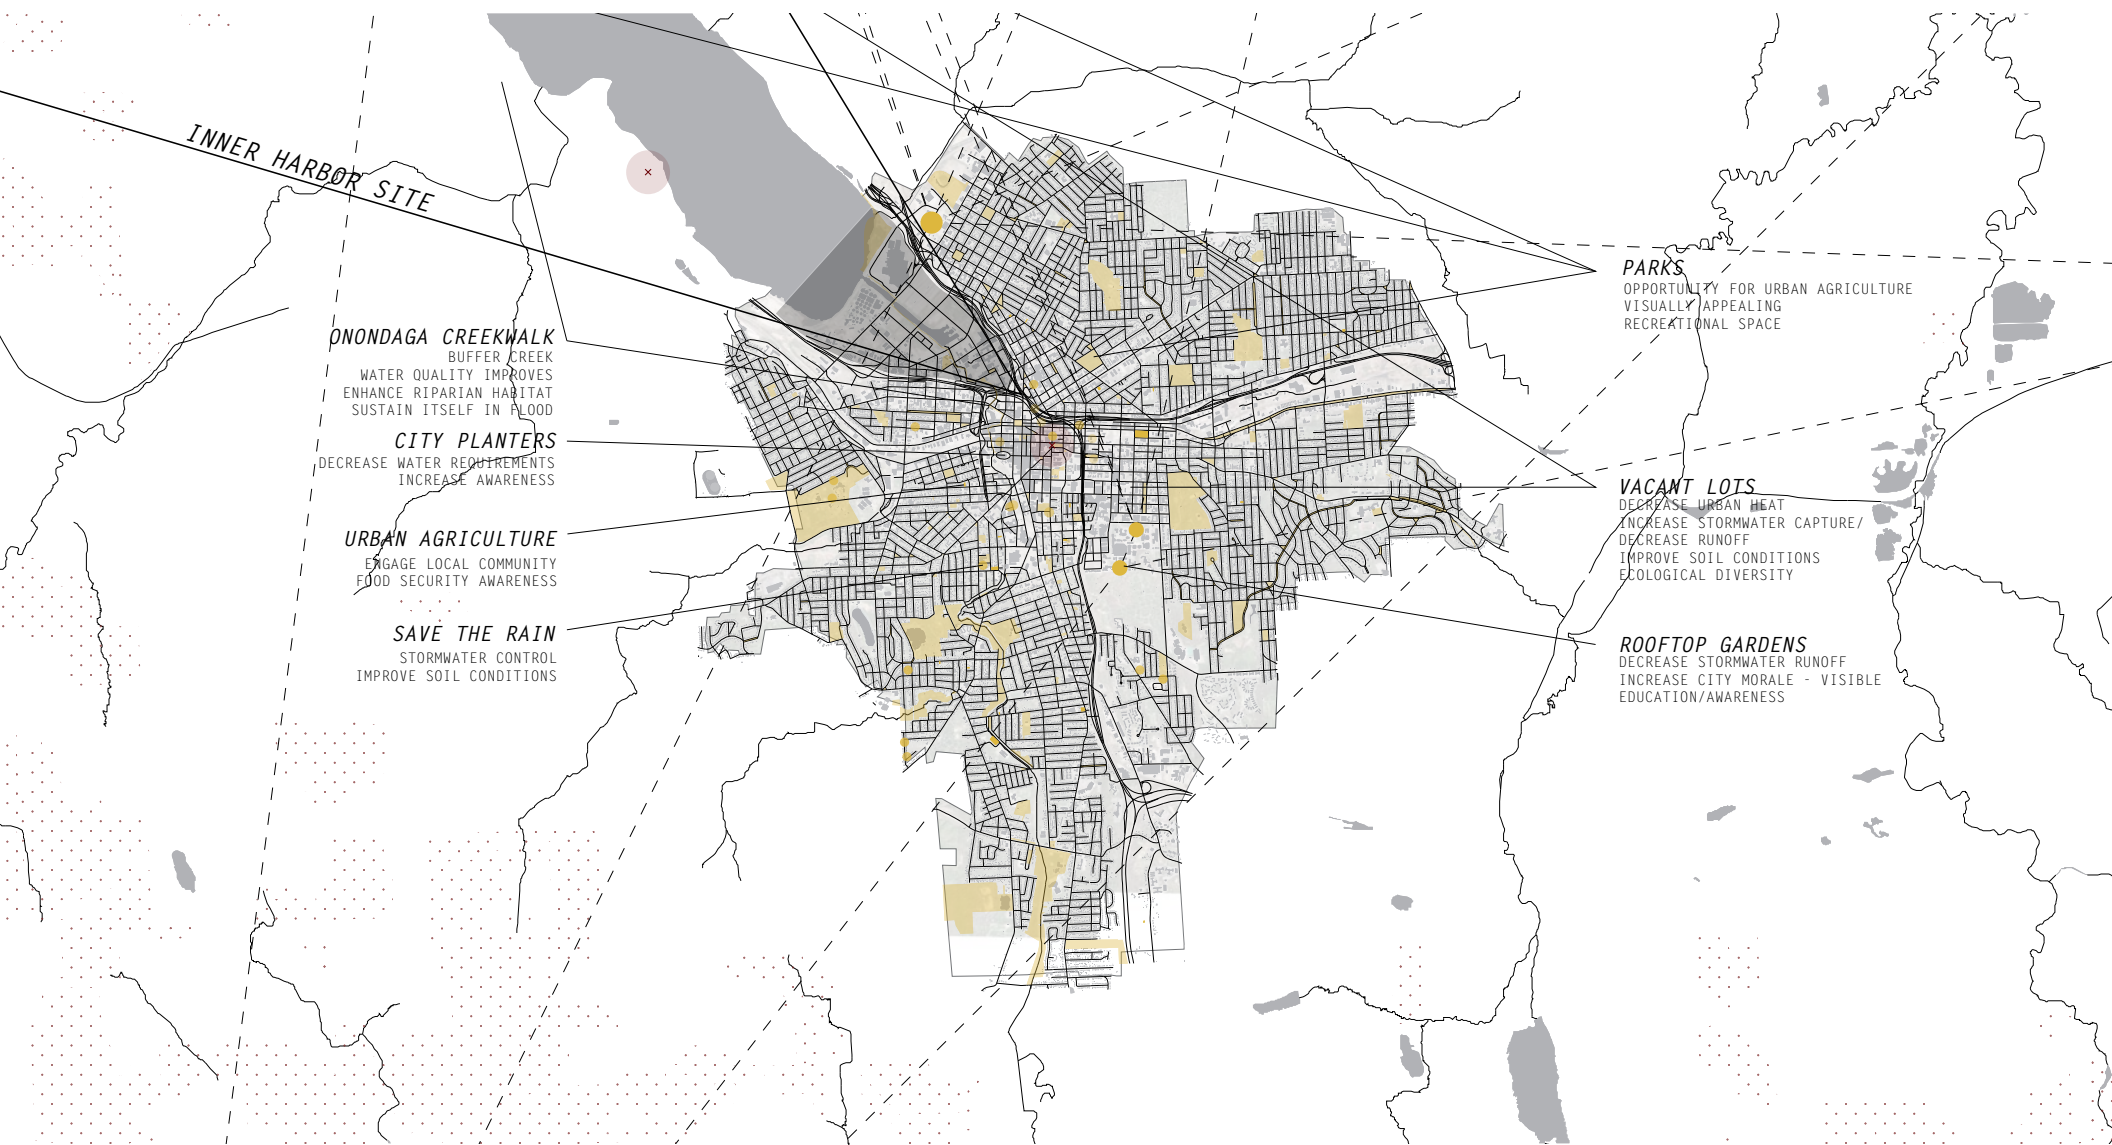 INNER HARBOR SITE
ONONDAGA CREEKWALK
BUFFER CREEK
WATER QUALITY IMPROVES
ENHANCE RIPARIAN HABITAT
SUSTAIN ITSELF IN FLOOD
CITY PLANTERS
DECREASE WATER REQUIREMENTS
INCREASE AWARENESS
URBAN AGRICULTURE
ENGAGE LOCAL COMMUNITY
FOOD SECURITY AWARENESS
SAVE THE RAIN
STORMWATER CONTROL
IMPROVE SOIL CONDITIONS
PARKS
OPPORTUNITY FOR URBAN AGRICULTURE
VISUALLY APPEALING
RECREATIONAL SPACE
VACANT LOTS
DECREASE URBAN HEAT
INCREASE STORMWATER CAPTURE/
DECREASE RUNOFF
IMPROVE SOIL CONDITIONS
ECOLOGICAL DIVERSITY
ROOFTOP GARDENS
DECREASE STORMWATER RUNOFF
INCREASE CITY MORALE - VISIBLE
EDUCATION/AWARENESS